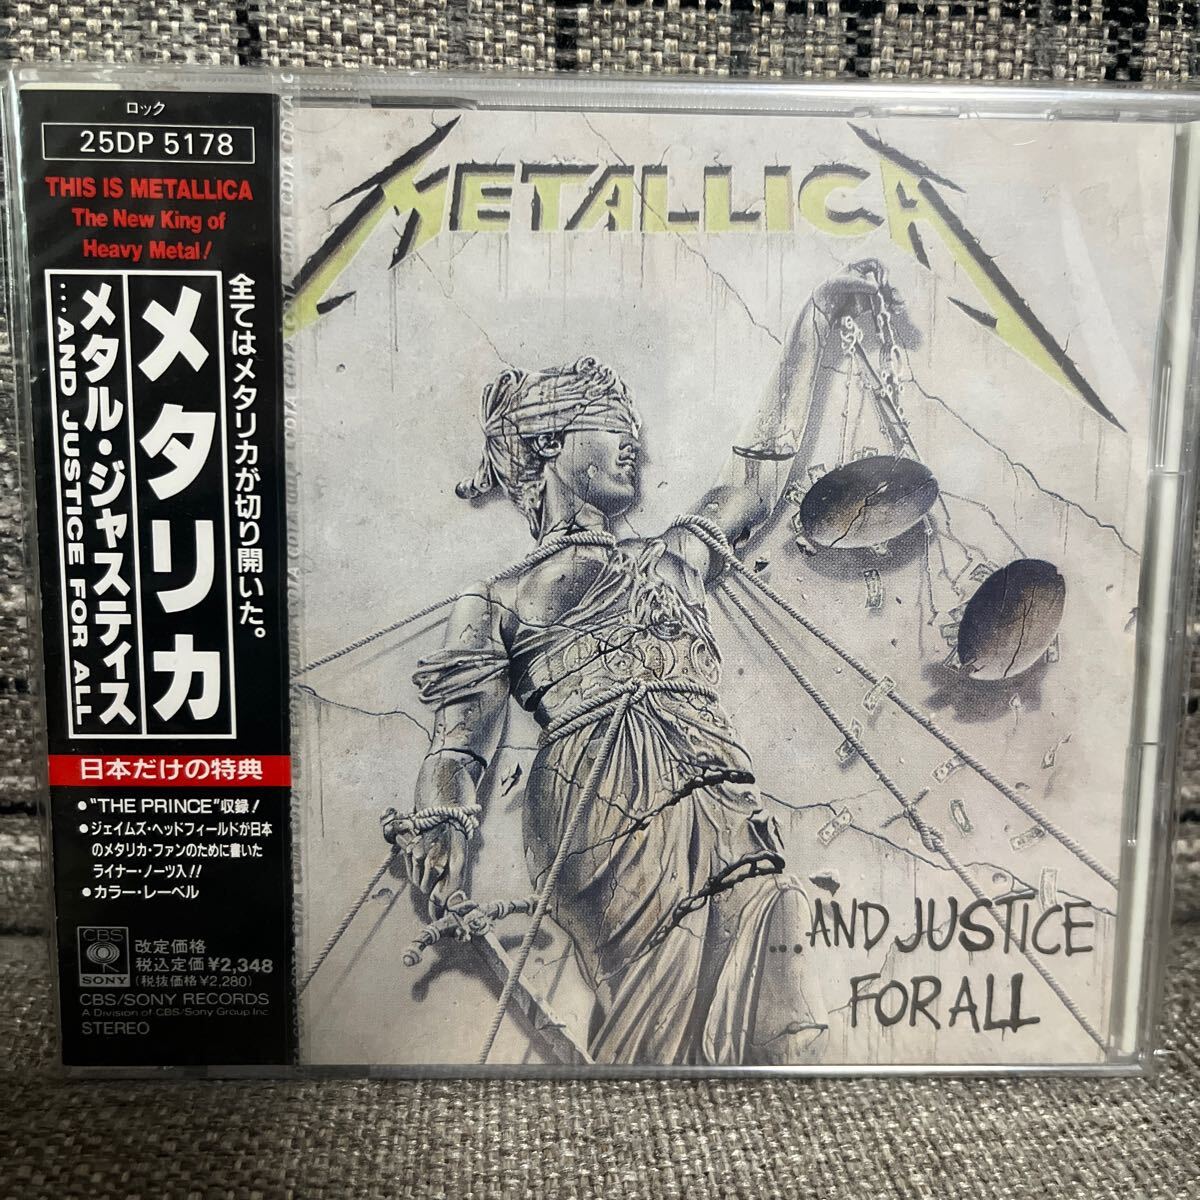 ロック
25DP 5178
THIS IS METALLICA
The New King of
Heavy Metal!
全てはメタリカが切り開いた。
メタリカ
メタル・ジャスティス
...AND JUSTICE FOR ALL
日本だけの特典
●"THE PRINCE"収録!
●ジェイムズ・ヘッドフィールドが日本
のメタリカ・ファンのために書いた
ライナー・ノーツ入!!
●カラー・レーベル
CBS
SONY
改定価格
税込定価¥2,348
(税抜価格¥2,280)
CBS/SONY RECORDS
A Division of CBS/Sony Group Inc
STEREO
METALLICA
...AND JUSTICE
FOR ALL